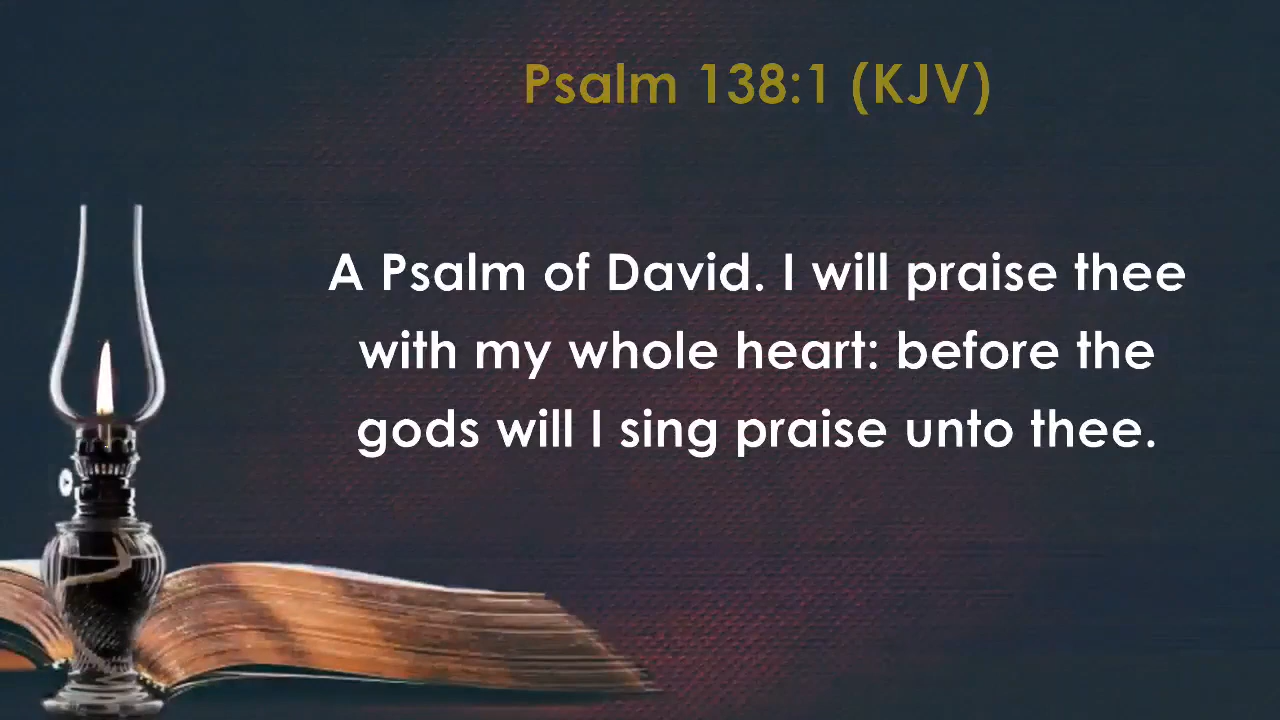 Psalm 138:1 (KJV)
A Psalm of David. I will praise thee
with my whole heart: before the
gods will I sing praise unto thee.